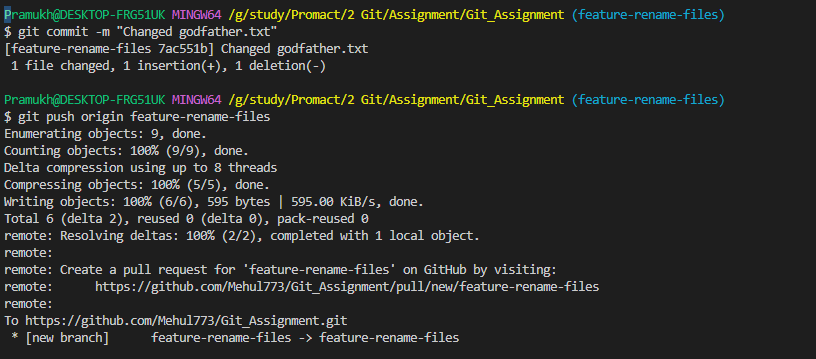 Pramukh@DESKTOP-FRG51UK MINGW64 /g/study/Promact/2 Git/Assignment/Git_Assignment (feature-rename-files)
$ git commit -m "Changed godfather.txt"
[feature-rename-files 7ac551b] Changed godfather.txt
 1 file changed, 1 insertion(+), 1 deletion(-)
Pramukh@DESKTOP-FRG51UK MINGW64 /g/study/Promact/2 Git/Assignment/Git_Assignment (feature-rename-files)
$ git push origin feature-rename-files
Enumerating objects: 9, done.
Counting objects: 100% (9/9), done.
Delta compression using up to 8 threads
Compressing objects: 100% (5/5), done.
Writing objects: 100% (6/6), 595 bytes | 595.00 KiB/s, done.
Total 6 (delta 2), reused 0 (delta 0), pack-reused 0
remote: Resolving deltas: 100% (2/2), completed with 1 local object.
remote:
remote: Create a pull request for 'feature-rename-files' on GitHub by visiting:
remote:      https://github.com/Mehul773/Git_Assignment/pull/new/feature-rename-files
remote:
To https://github.com/Mehul773/Git_Assignment.git
 * [new branch]      feature-rename-files -> feature-rename-files